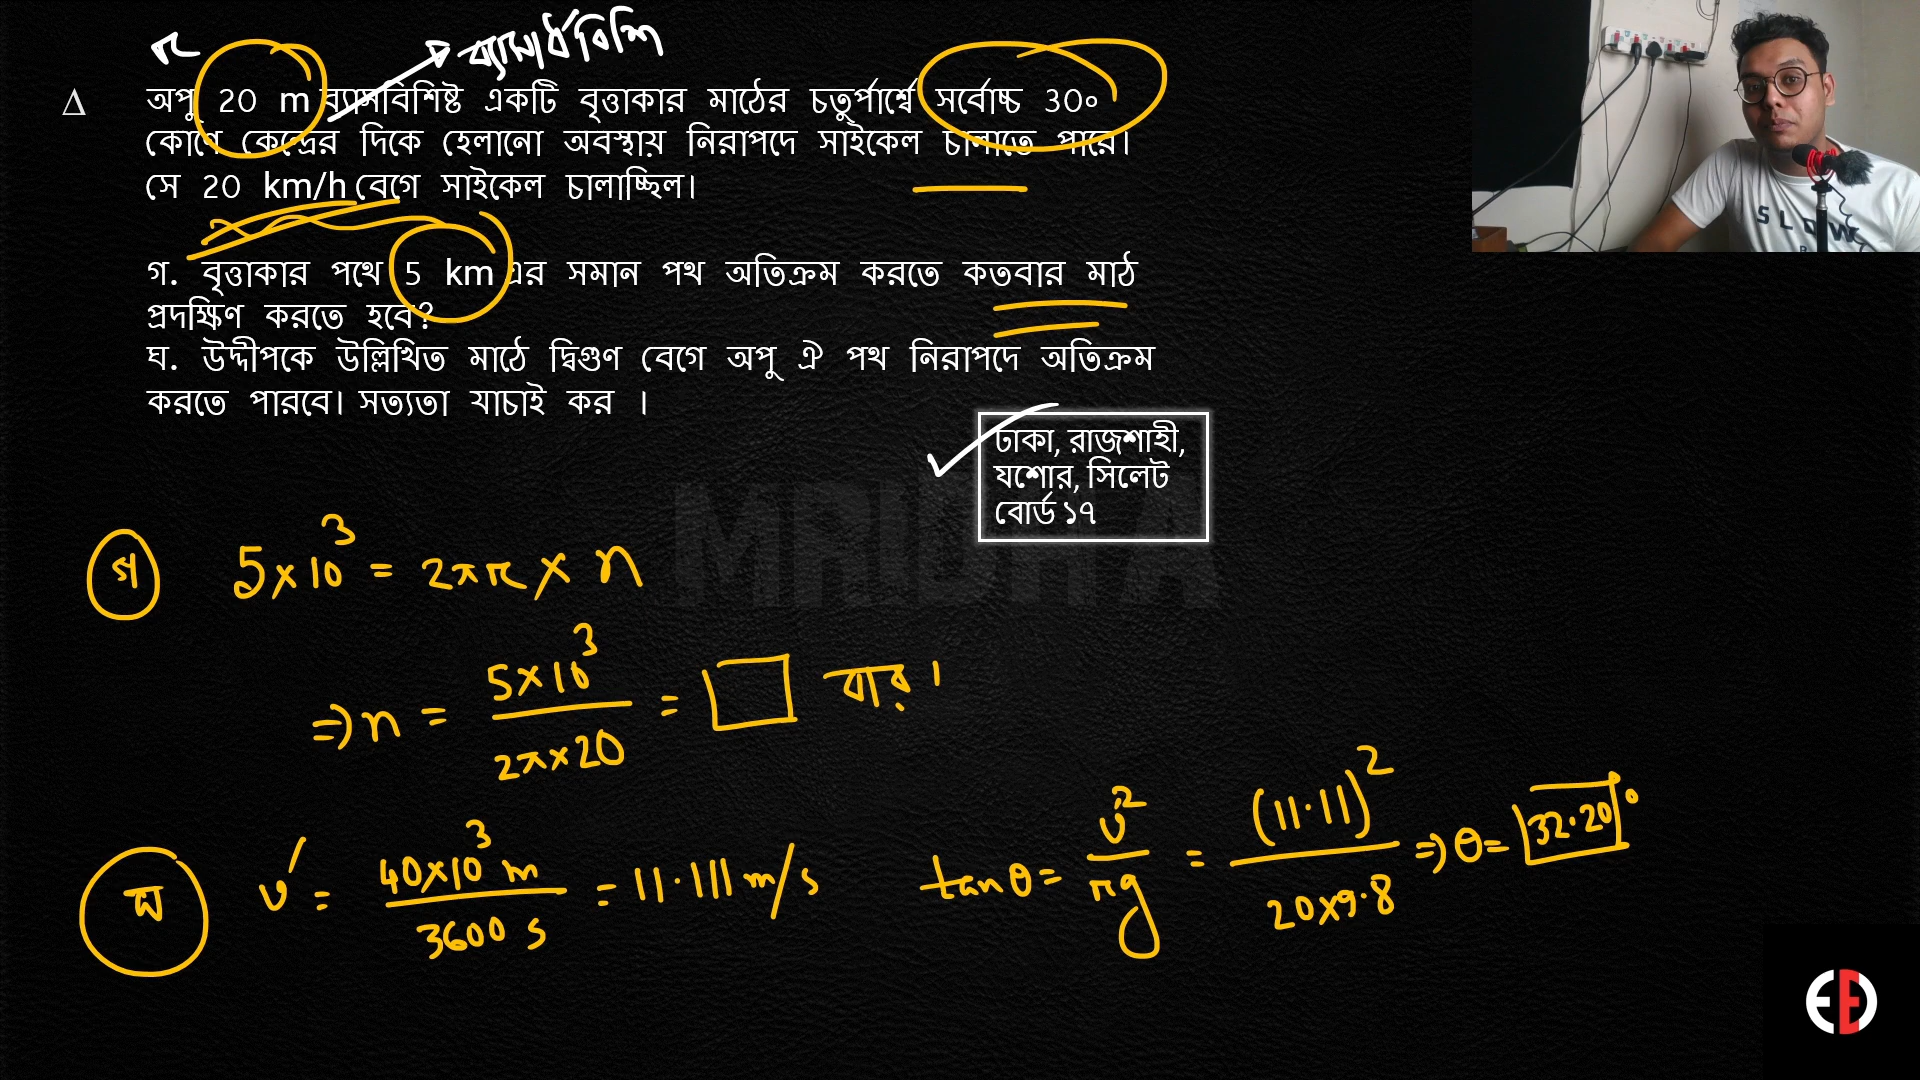 r
ব্যাসার্ধ বিশি
Δ অপু 20 m ব্যাসবিশিষ্ট একটি বৃত্তাকার মাঠের চতুর্পার্শ্বে সর্বোচ্চ 30°
কোণে কেন্দ্রের দিকে হেলানো অবস্থায় নিরাপদে সাইকেল চালাতে পারে।
সে 20 km/h বেগে সাইকেল চালাচ্ছিল।
গ. বৃত্তাকার পথে 5 km এর সমান পথ অতিক্রম করতে কতবার মাঠ
প্রদক্ষিণ করতে হবে?
ঘ. উদ্দীপকে উল্লিখিত মাঠে দ্বিগুণ বেগে অপু ঐ পথ নিরাপদে অতিক্রম
করতে পারবে। সত্যতা যাচাই কর ।
ঢাকা, রাজশাহী,
যশোর, সিলেট
বোর্ড ১৭
MRIDHA
গ 5×10³ = 2πr × n
⇒ n = 5×10³ / 2π×20 = বার।
ঘ v′ = 40×10³ m / 3600 s = 11.111 m/s
tanθ = v² / rg = (11.11)² / 20×9.8 ⇒ θ = 32.20°
SLOW